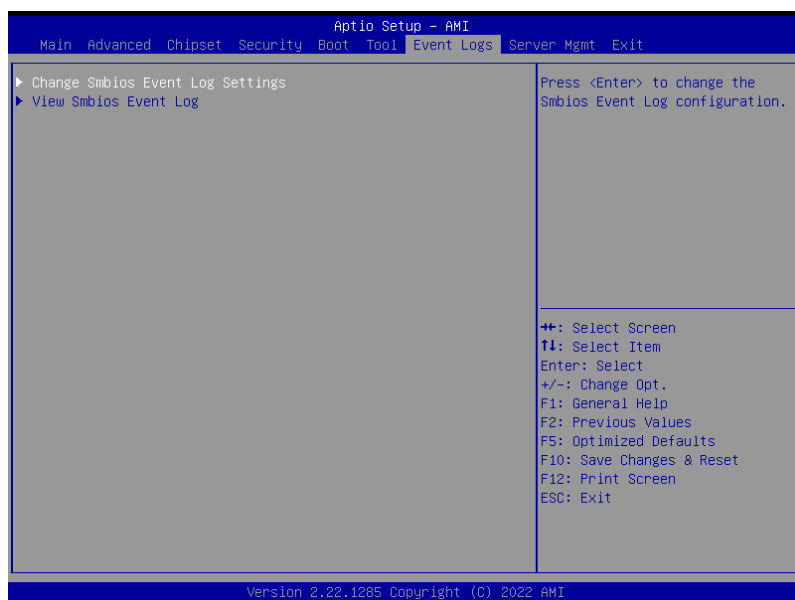 Aptio Setup – AMI
Main Advanced Chipset Security Boot Tool Event Logs Server Mgmt Exit
Change Smbios Event Log Settings
View Smbios Event Log
Press <Enter> to change the
Smbios Event Log configuration.
→←: Select Screen
↑↓: Select Item
Enter: Select
+/-: Change Opt.
F1: General Help
F2: Previous Values
F5: Optimized Defaults
F10: Save Changes & Reset
F12: Print Screen
ESC: Exit
Version 2.22.1285 Copyright (C) 2022 AMI